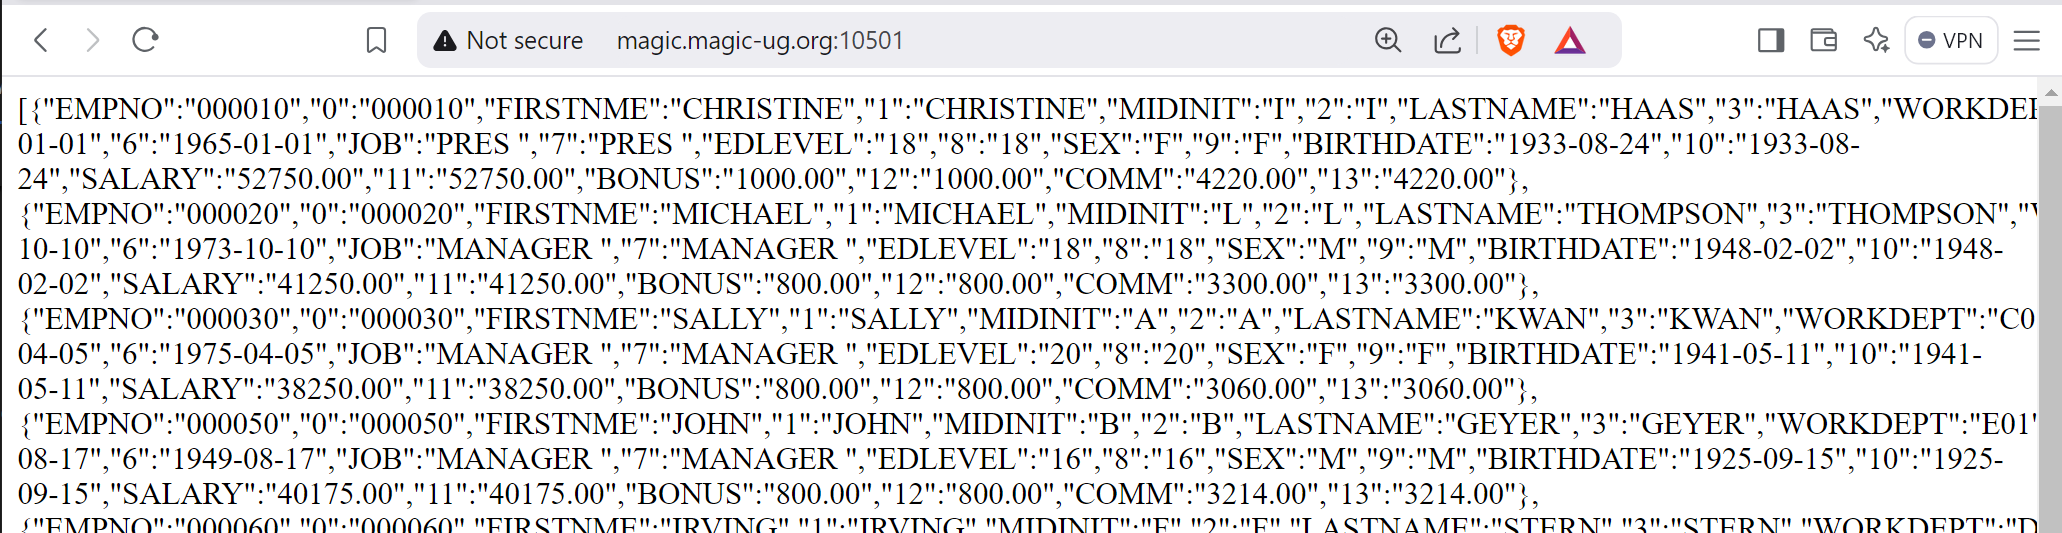 Not secure magic.magic-ug.org:10501 VPN
[{"EMPNO":"000010","0":"000010","FIRSTNME":"CHRISTINE","1":"CHRISTINE","MIDINIT":"I","2":"I","LASTNAME":"HAAS","3":"HAAS","WORKDEP
01-01","6":"1965-01-01","JOB":"PRES ","7":"PRES ","EDLEVEL":"18","8":"18","SEX":"F","9":"F","BIRTHDATE":"1933-08-24","10":"1933-08-
24","SALARY":"52750.00","11":"52750.00","BONUS":"1000.00","12":"1000.00","COMM":"4220.00","13":"4220.00"},
{"EMPNO":"000020","0":"000020","FIRSTNME":"MICHAEL","1":"MICHAEL","MIDINIT":"L","2":"L","LASTNAME":"THOMPSON","3":"THOMPSON","
10-10","6":"1973-10-10","JOB":"MANAGER ","7":"MANAGER ","EDLEVEL":"18","8":"18","SEX":"M","9":"M","BIRTHDATE":"1948-02-02","10":"1948-
02-02","SALARY":"41250.00","11":"41250.00","BONUS":"800.00","12":"800.00","COMM":"3300.00","13":"3300.00"},
{"EMPNO":"000030","0":"000030","FIRSTNME":"SALLY","1":"SALLY","MIDINIT":"A","2":"A","LASTNAME":"KWAN","3":"KWAN","WORKDEPT":"C0
04-05","6":"1975-04-05","JOB":"MANAGER ","7":"MANAGER ","EDLEVEL":"20","8":"20","SEX":"F","9":"F","BIRTHDATE":"1941-05-11","10":"1941-
05-11","SALARY":"38250.00","11":"38250.00","BONUS":"800.00","12":"800.00","COMM":"3060.00","13":"3060.00"},
{"EMPNO":"000050","0":"000050","FIRSTNME":"JOHN","1":"JOHN","MIDINIT":"B","2":"B","LASTNAME":"GEYER","3":"GEYER","WORKDEPT":"E01"
08-17","6":"1949-08-17","JOB":"MANAGER ","7":"MANAGER ","EDLEVEL":"16","8":"16","SEX":"M","9":"M","BIRTHDATE":"1925-09-15","10":"1925-
09-15","SALARY":"40175.00","11":"40175.00","BONUS":"800.00","12":"800.00","COMM":"3214.00","13":"3214.00"},
{"EMPNO":"000060","0":"000060","FIRSTNME":"IRVING","1":"IRVING","MIDINIT":"F","2":"F","LASTNAME":"STERN","3":"STERN","WORKDEPT":"D